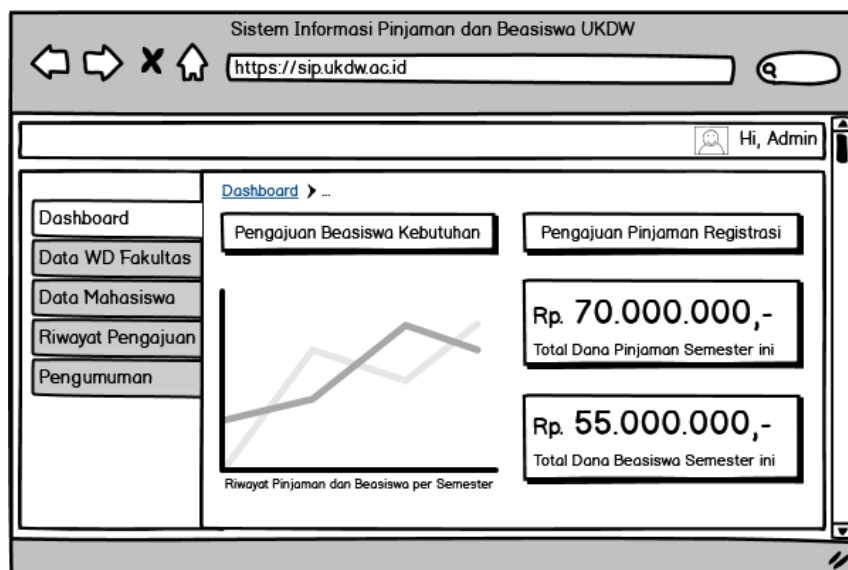 Sistem Informasi Pinjaman dan Beasiswa UKDW
https://sip.ukdw.ac.id
Hi, Admin
Dashboard
Data WD Fakultas
Data Mahasiswa
Riwayat Pengajuan
Pengumuman
Dashboard ❯ ...
Pengajuan Beasiswa Kebutuhan
Pengajuan Pinjaman Registrasi
Riwayat Pinjaman dan Beasiswa per Semester
Rp. 70.000.000,-
Total Dana Pinjaman Semester ini
Rp. 55.000.000,-
Total Dana Beasiswa Semester ini